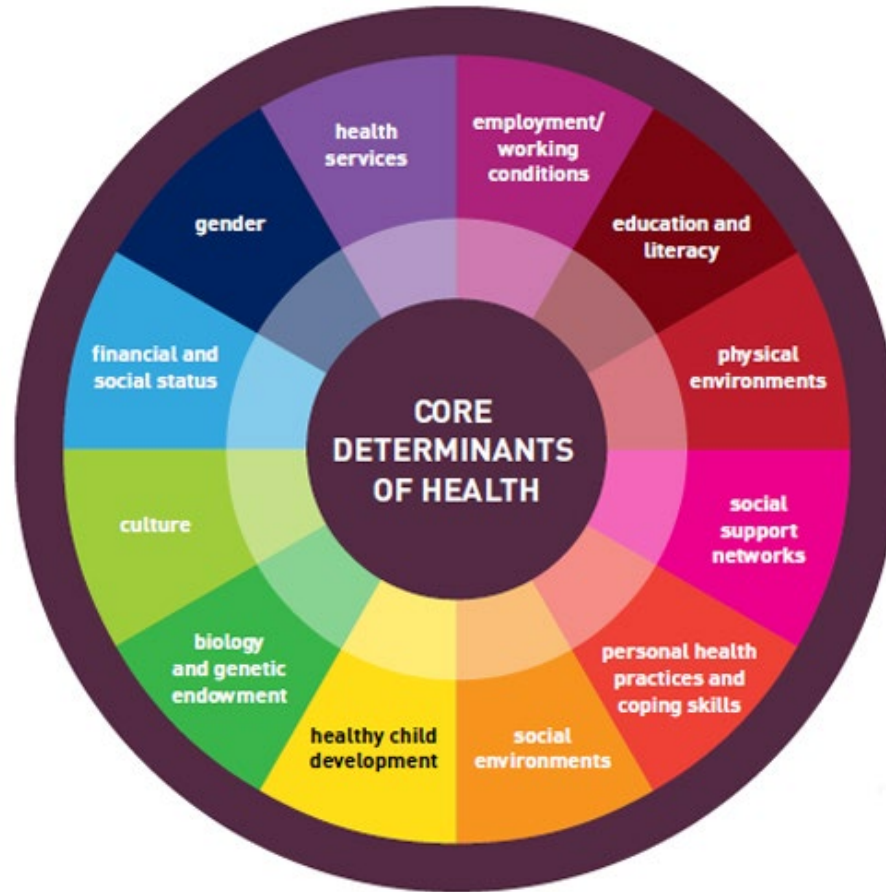 health
services
employment/
working
conditions
education and
literacy
physical
environments
social
support
networks
personal health
practices and
coping skills
social
environments
healthy child
development
biology
and genetic
endowment
culture
financial and
social status
gender
CORE
DETERMINANTS
OF HEALTH